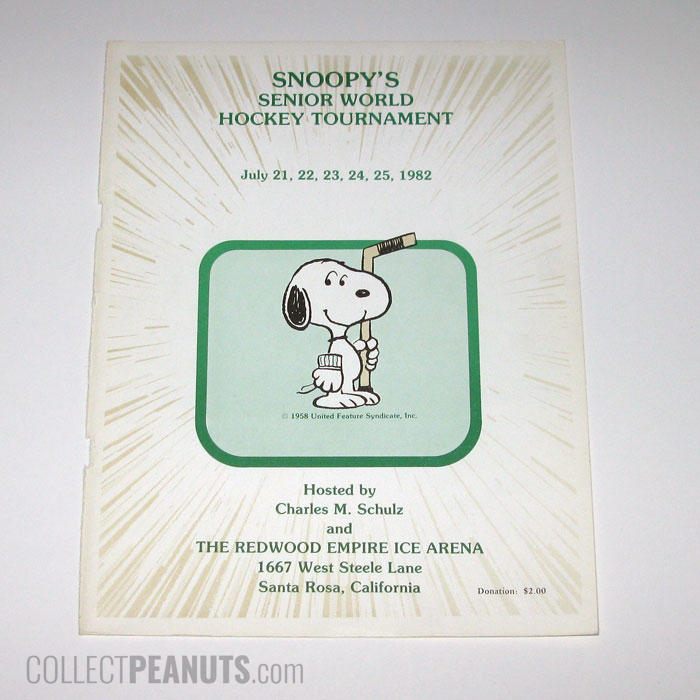 SNOOPY'S
SENIOR WORLD
HOCKEY TOURNAMENT
July 21, 22, 23, 24, 25, 1982
© 1958 United Feature Syndicate, Inc.
Hosted by
Charles M. Schulz
and
THE REDWOOD EMPIRE ICE ARENA
1667 West Steele Lane
Santa Rosa, California
Donation: $2.00
COLLECTPEANUTS.com